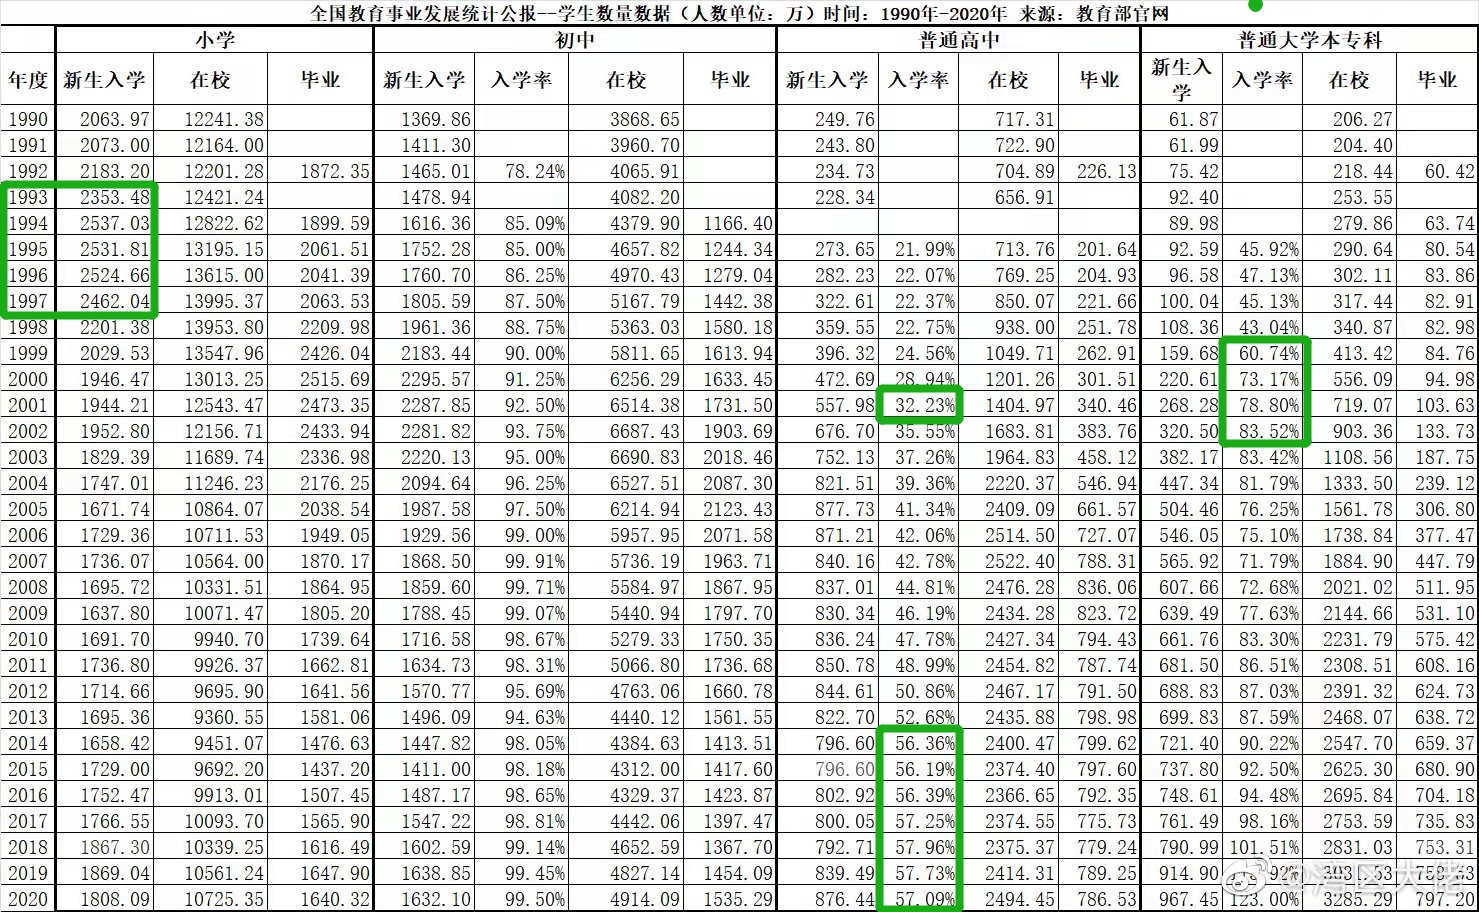 全国教育事业发展统计公报--学生数量数据（人数单位：万）时间：1990年-2020年 来源：教育部官网
小学 初中 普通高中 普通大学本专科
年度 新生入学 在校 毕业 新生入学 入学率 在校 毕业 新生入学 入学率 在校 毕业 新生入学 入学率 在校 毕业
1990 2063.97 12241.38 1369.86 3868.65 249.76 717.31 61.87 206.27
1991 2073.00 12164.00 1411.30 3960.70 243.80 722.90 61.99 204.40
1992 2183.20 12201.28 1872.35 1465.01 78.24% 4065.91 234.73 704.89 226.13 75.42 218.44 60.42
1993 2353.48 12421.24 1478.94 4082.20 228.34 656.91 92.40 253.55
1994 2537.03 12822.62 1899.59 1616.36 85.09% 4379.90 1166.40 89.98 279.86 63.74
1995 2531.81 13195.15 2061.51 1752.28 85.00% 4657.82 1244.34 273.65 21.99% 713.76 201.64 92.59 45.92% 290.64 80.54
1996 2524.66 13615.00 2041.39 1760.70 86.25% 4970.43 1279.04 282.23 22.07% 769.25 204.93 96.58 47.13% 302.11 83.86
1997 2462.04 13995.37 2063.53 1805.59 87.50% 5167.79 1442.38 322.61 22.37% 850.07 221.66 100.04 45.13% 317.44 82.91
1998 2201.38 13953.80 2209.98 1961.36 88.75% 5363.03 1580.18 359.55 22.75% 938.00 251.78 108.36 43.04% 340.87 82.98
1999 2029.53 13547.96 2426.04 2183.44 90.00% 5811.65 1613.94 396.32 24.56% 1049.71 262.91 159.68 60.74% 413.42 84.76
2000 1946.47 13013.25 2515.69 2295.57 91.25% 6256.29 1633.45 472.69 28.94% 1201.26 301.51 220.61 73.17% 556.09 94.98
2001 1944.21 12543.47 2473.35 2287.85 92.50% 6514.38 1731.50 557.98 32.23% 1404.97 340.46 268.28 78.80% 719.07 103.63
2002 1952.80 12156.71 2433.94 2281.82 93.75% 6687.43 1903.69 676.70 35.55% 1683.81 383.76 320.50 83.52% 903.36 133.73
2003 1829.39 11689.74 2336.98 2220.13 95.00% 6690.83 2018.46 752.13 37.26% 1964.83 458.12 382.17 83.42% 1108.56 187.75
2004 1747.01 11246.23 2176.25 2094.64 96.25% 6527.51 2087.30 821.51 39.36% 2220.37 546.94 447.34 81.79% 1333.50 239.12
2005 1671.74 10864.07 2038.54 1987.58 97.50% 6214.94 2123.43 877.73 41.34% 2409.09 661.57 504.46 76.25% 1561.78 306.80
2006 1729.36 10711.53 1949.05 1929.56 99.00% 5957.95 2071.58 871.21 42.06% 2514.50 727.07 546.05 75.10% 1738.84 377.47
2007 1736.07 10564.00 1870.17 1868.50 99.91% 5736.19 1963.71 840.16 42.78% 2522.40 788.31 565.92 71.79% 1884.90 447.79
2008 1695.72 10331.51 1864.95 1859.60 99.71% 5584.97 1867.95 837.01 44.81% 2476.28 836.06 607.66 72.68% 2021.02 511.95
2009 1637.80 10071.47 1805.20 1788.45 99.07% 5440.94 1797.70 830.34 46.19% 2434.28 823.72 639.49 77.63% 2144.66 531.10
2010 1691.70 9940.70 1739.64 1716.58 98.67% 5279.33 1750.35 836.24 47.78% 2427.34 794.43 661.76 83.30% 2231.79 575.42
2011 1736.80 9926.37 1662.81 1634.73 98.31% 5066.80 1736.68 850.78 48.99% 2454.82 787.74 681.50 86.51% 2308.51 608.16
2012 1714.66 9695.90 1641.56 1570.77 95.69% 4763.06 1660.78 844.61 50.86% 2467.17 791.50 688.83 87.03% 2391.32 624.73
2013 1695.36 9360.55 1581.06 1496.09 94.63% 4440.12 1561.55 822.70 52.68% 2435.88 798.98 699.83 87.59% 2468.07 638.72
2014 1658.42 9451.07 1476.63 1447.82 98.05% 4384.63 1413.51 796.60 56.36% 2400.47 799.62 721.40 90.22% 2547.70 659.37
2015 1729.00 9692.20 1437.20 1411.00 98.18% 4312.00 1417.60 796.60 56.19% 2374.40 797.60 737.80 92.50% 2625.30 680.90
2016 1752.47 9913.01 1507.45 1487.17 98.65% 4329.37 1423.87 802.92 56.39% 2366.65 792.35 748.61 94.48% 2695.84 704.18
2017 1766.55 10093.70 1565.90 1547.22 98.81% 4442.06 1397.47 800.05 57.25% 2374.55 775.73 761.49 98.16% 2753.59 735.83
2018 1867.30 10339.25 1616.49 1602.59 99.14% 4652.59 1367.70 792.71 57.96% 2375.37 779.24 790.99 101.51% 2831.03 753.31
2019 1869.04 10561.24 1647.90 1638.85 99.45% 4827.14 1454.09 839.49 57.73% 2414.31 789.25 914.90
2020 1808.09 10725.35 1640.32 1632.10 99.50% 4914.09 1535.29 876.44 57.09% 2494.45 786.53 967.45 123.00% 3285.29 797.20
@湾区大佬